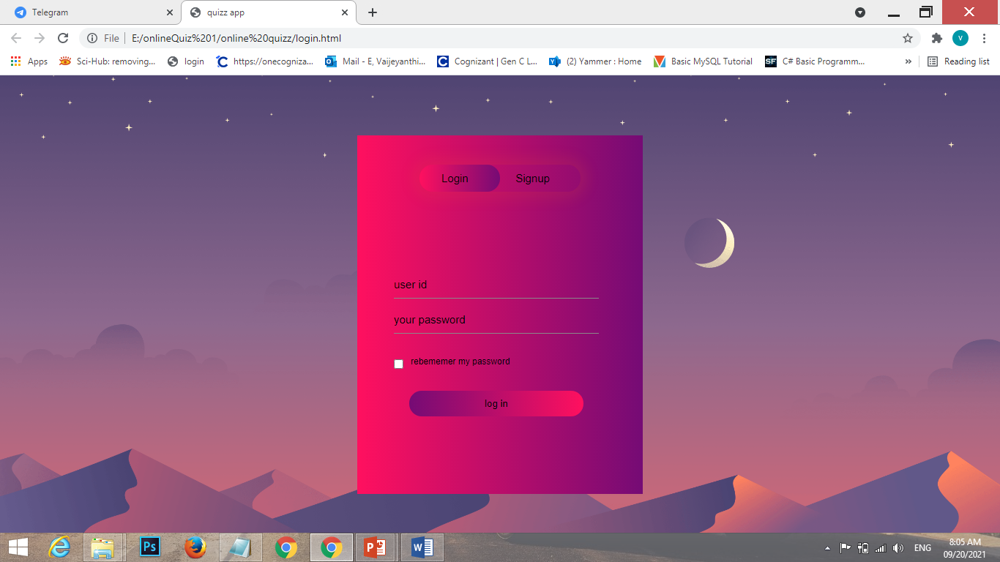 Telegram
quizz app
File
E:/onlineQuiz%201/online%20quizz/login.html
V
Apps
Sci-Hub: removing...
login
https://onecogniza...
Mail - E, Vaijeyanthi...
Cognizant | Gen C L...
(2) Yammer : Home
Basic MySQL Tutorial
SF
C# Basic Programm...
»
Reading list
Login
Signup
user id
your password
rebememer my password
log in
Ps
P
W
ENG
8:05 AM
09/20/2021